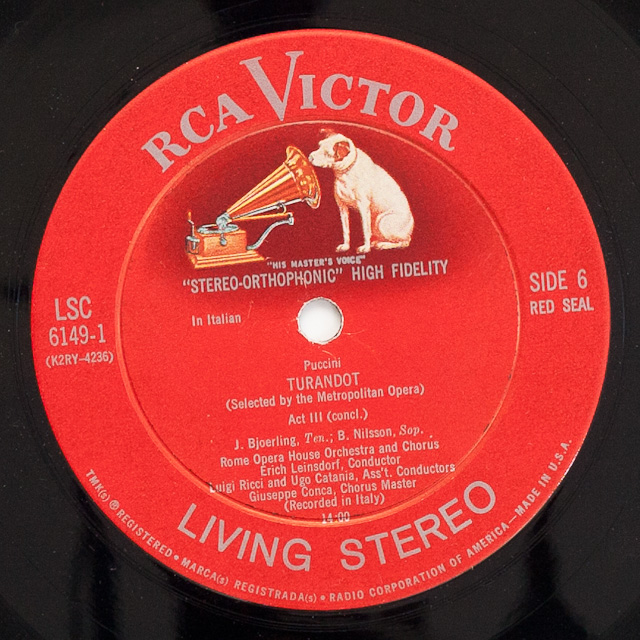 RCA VICTOR
"HIS MASTER'S VOICE"
"STEREO-ORTHOPHONIC" HIGH FIDELITY
LSC
6149-1
(K2RY-4236)
SIDE 6
RED SEAL
In Italian
Puccini
TURANDOT
(Selected by the Metropolitan Opera)
Act III (concl.)
J. Bjoerling, Ten.; B. Nilsson, Sop.
Rome Opera House Orchestra and Chorus
Erich Leinsdorf, Conductor
Luigi Ricci and Ugo Catania, Ass't. Conductors
Giuseppe Conca, Chorus Master
(Recorded in Italy)
14-00
LIVING STEREO
TMK(s) ® REGISTERED • MARCA(s) REGISTRADA(s) • RADIO CORPORATION OF AMERICA—MADE IN U.S.A.